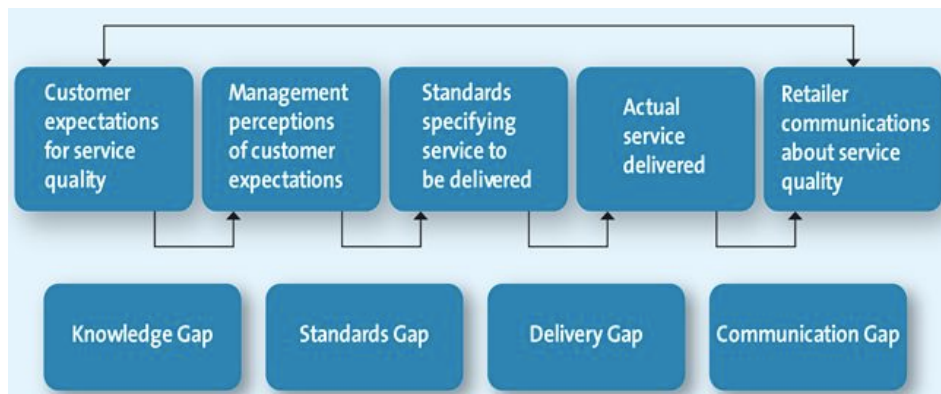 Customer
expectations
for service
quality
Management
perceptions
of customer
expectations
Standards
specifying
service to
be delivered
Actual
service
delivered
Retailer
communications
about service
quality
Knowledge Gap
Standards Gap
Delivery Gap
Communication Gap